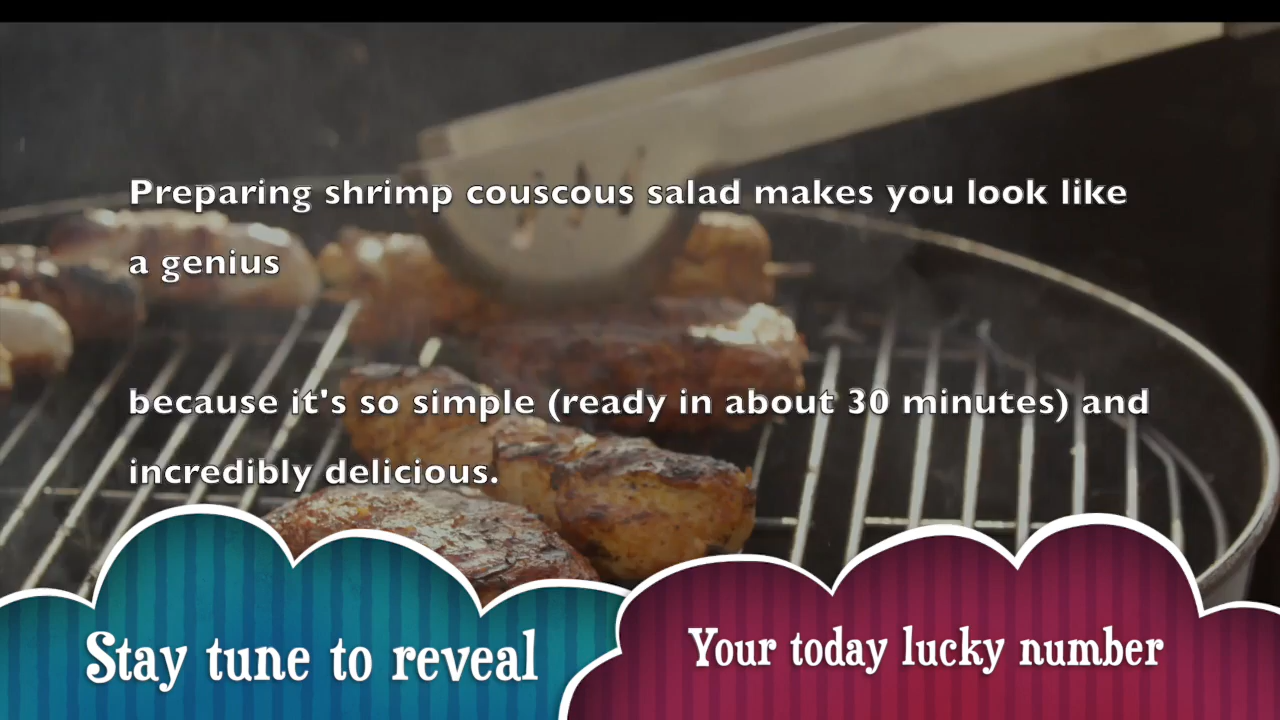 Preparing shrimp couscous salad makes you look like
a genius
because it's so simple (ready in about 30 minutes) and
incredibly delicious.
Stay tune to reveal
Your today lucky number